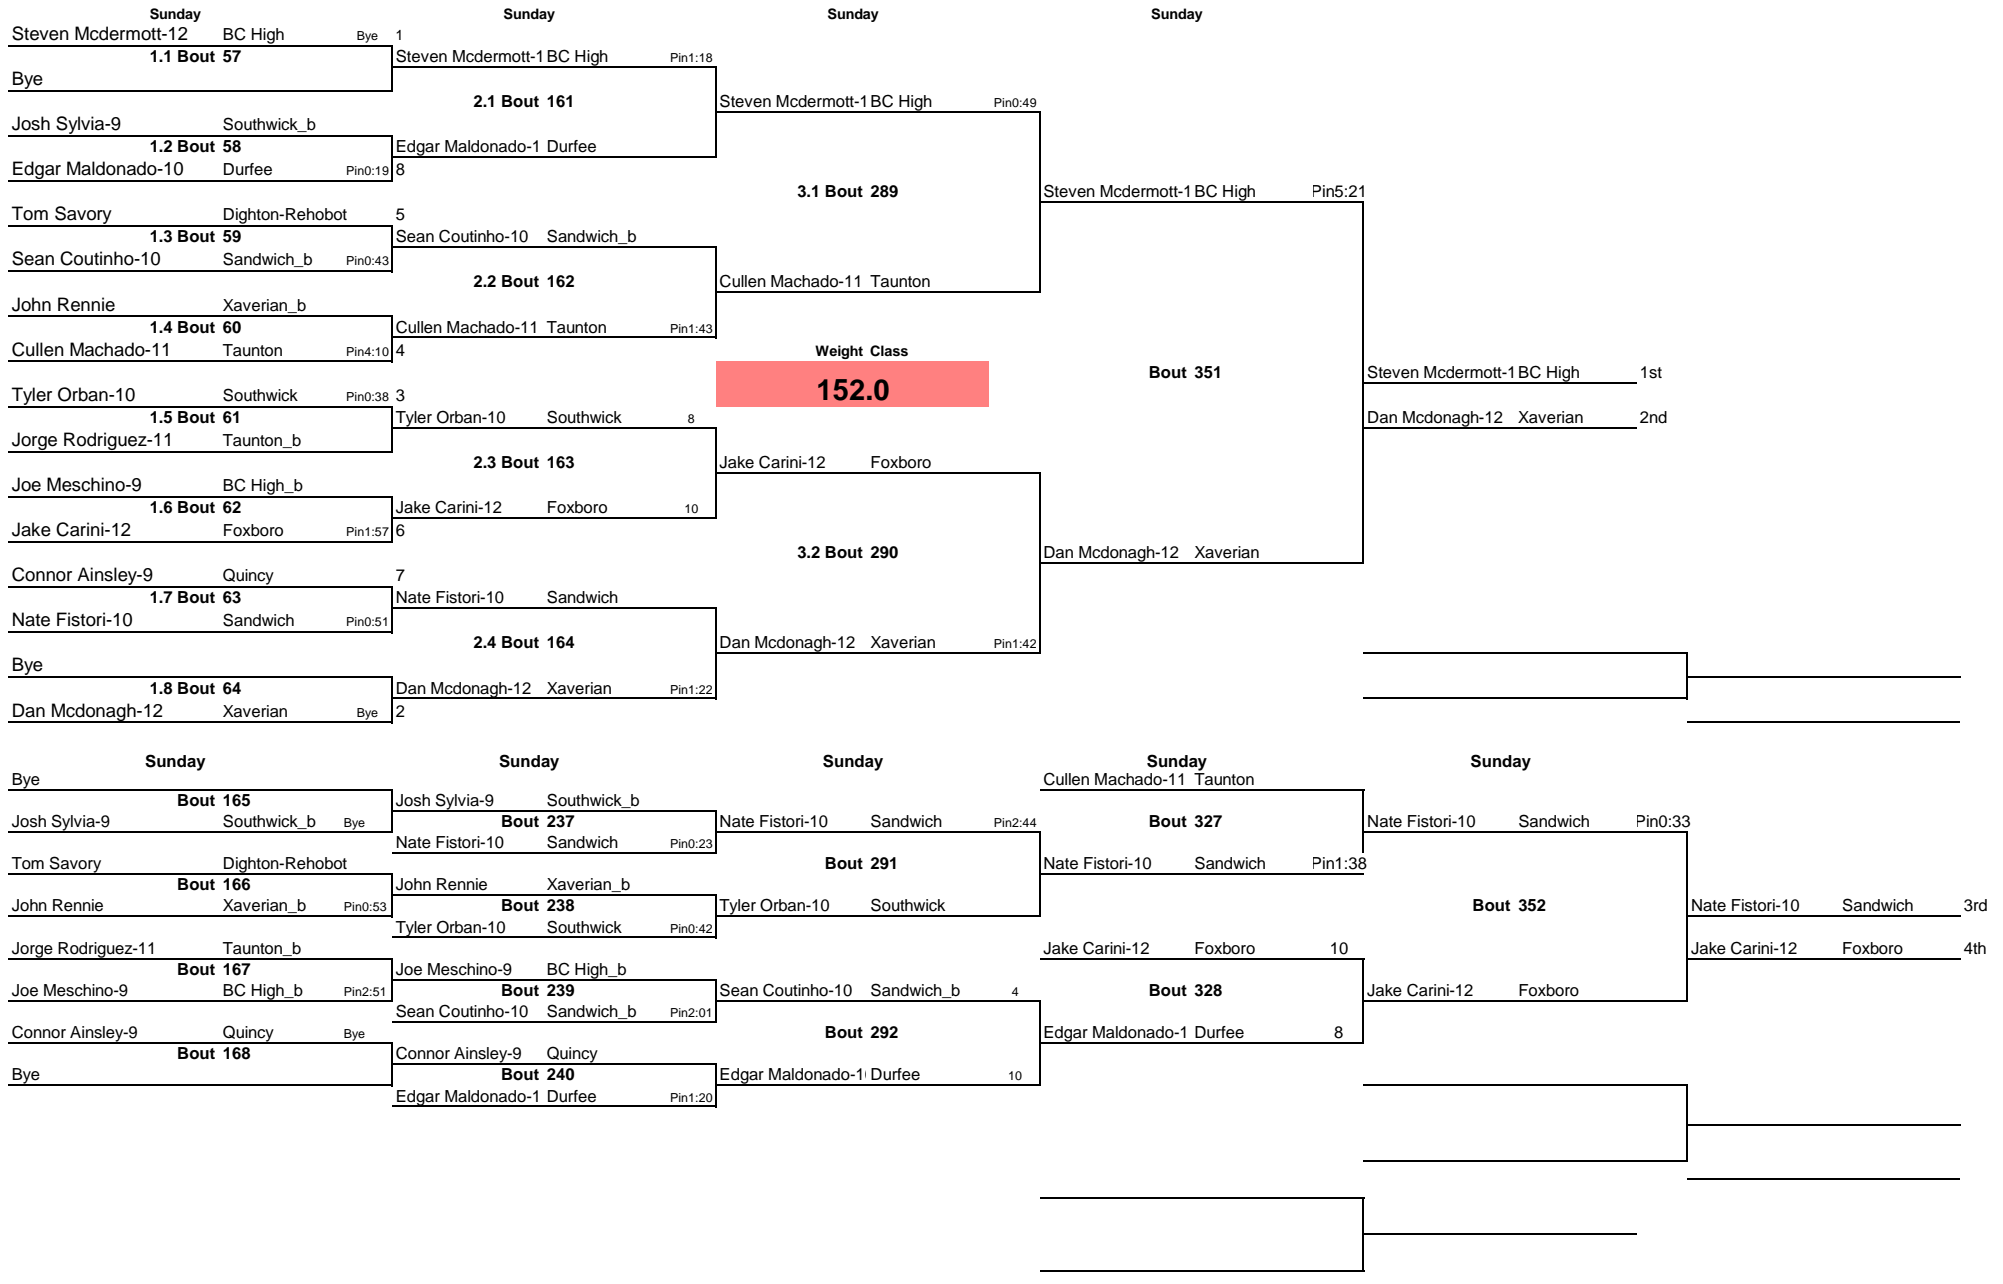 Sunday Sunday Sunday Sunday
Steven Mcdermott-12 BC High Bye 1
1.1 Bout 57 Steven Mcdermott-1 BC High Pin1:18
Bye
2.1 Bout 161 Steven Mcdermott-1 BC High Pin0:49
Josh Sylvia-9 Southwick_b
1.2 Bout 58 Edgar Maldonado-1 Durfee
Edgar Maldonado-10 Durfee Pin0:19 8
3.1 Bout 289 Steven Mcdermott-1 BC High Pin5:21
Tom Savory Dighton-Rehobot 5
1.3 Bout 59 Sean Coutinho-10 Sandwich_b
Sean Coutinho-10 Sandwich_b Pin0:43
2.2 Bout 162 Cullen Machado-11 Taunton
John Rennie Xaverian_b
1.4 Bout 60 Cullen Machado-11 Taunton Pin1:43
Cullen Machado-11 Taunton Pin4:10 4 Weight Class
Bout 351 Steven Mcdermott-1 BC High 1st
Tyler Orban-10 Southwick Pin0:38 3 152.0
1.5 Bout 61 Tyler Orban-10 Southwick 8 Dan Mcdonagh-12 Xaverian 2nd
Jorge Rodriguez-11 Taunton_b
2.3 Bout 163 Jake Carini-12 Foxboro
Joe Meschino-9 BC High_b
1.6 Bout 62 Jake Carini-12 Foxboro 10
Jake Carini-12 Foxboro Pin1:57 6
3.2 Bout 290 Dan Mcdonagh-12 Xaverian
Connor Ainsley-9 Quincy 7
1.7 Bout 63 Nate Fistori-10 Sandwich
Nate Fistori-10 Sandwich Pin0:51
2.4 Bout 164 Dan Mcdonagh-12 Xaverian Pin1:42
Bye
1.8 Bout 64 Dan Mcdonagh-12 Xaverian Pin1:22
Dan Mcdonagh-12 Xaverian Bye 2
Sunday Sunday Sunday Sunday Sunday
Bye Cullen Machado-11 Taunton
Bout 165 Josh Sylvia-9 Southwick_b
Josh Sylvia-9 Southwick_b Bye Bout 237 Nate Fistori-10 Sandwich Pin2:44 Bout 327 Nate Fistori-10 Sandwich Pin0:33
Nate Fistori-10 Sandwich Pin0:23
Tom Savory Dighton-Rehobot Bout 291 Nate Fistori-10 Sandwich Pin1:38
Bout 166 John Rennie Xaverian_b
John Rennie Xaverian_b Pin0:53 Bout 238 Tyler Orban-10 Southwick Bout 352 Nate Fistori-10 Sandwich 3rd
Tyler Orban-10 Southwick Pin0:42
Jorge Rodriguez-11 Taunton_b Jake Carini-12 Foxboro 10 Jake Carini-12 Foxboro 4th
Bout 167 Joe Meschino-9 BC High_b
Joe Meschino-9 BC High_b Pin2:51 Bout 239 Sean Coutinho-10 Sandwich_b 4 Bout 328 Jake Carini-12 Foxboro
Sean Coutinho-10 Sandwich_b Pin2:01
Connor Ainsley-9 Quincy Bye Bout 292 Edgar Maldonado-1 Durfee 8
Bout 168 Connor Ainsley-9 Quincy
Bye Bout 240 Edgar Maldonado-1 Durfee 10
Edgar Maldonado-1 Durfee Pin1:20